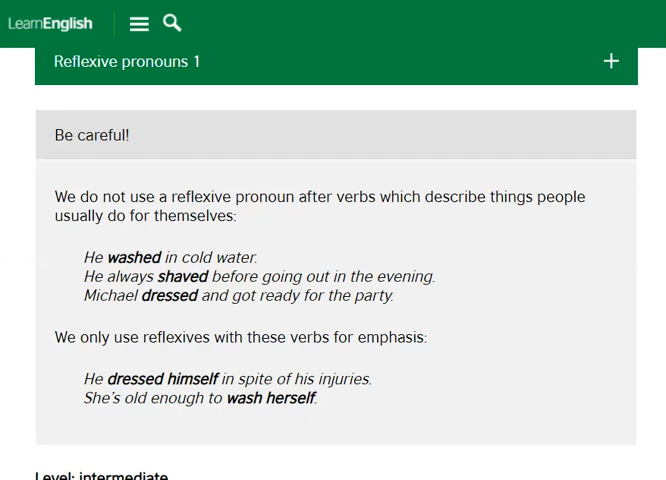 LearnEnglish
Reflexive pronouns 1
Be careful!
We do not use a reflexive pronoun after verbs which describe things people
usually do for themselves:
He washed in cold water.
He always shaved before going out in the evening.
Michael dressed and got ready for the party.
We only use reflexives with these verbs for emphasis:
He dressed himself in spite of his injuries.
She's old enough to wash herself.
Level: intermediate